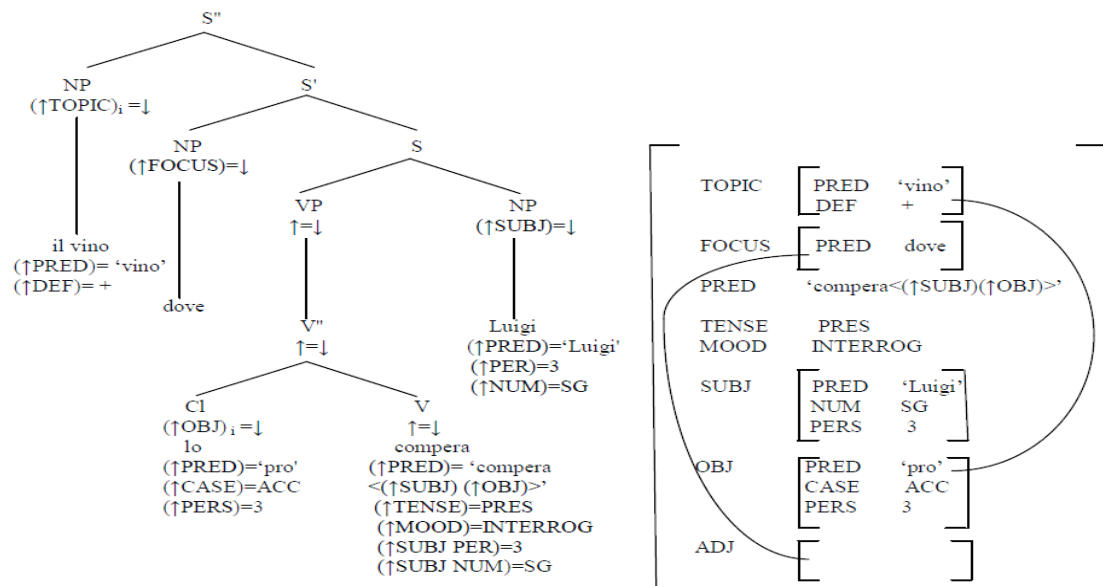 S"
NP S'
(↑TOPIC)i =↓
NP S
(↑FOCUS)=↓
VP NP
↑=↓ (↑SUBJ)=↓
il vino
(↑PRED)= ‘vino’
(↑DEF)= +
dove
V" Luigi
↑=↓ (↑PRED)=‘Luigi'
(↑PER)=3
(↑NUM)=SG
Cl V
(↑OBJ)i =↓ ↑=↓
lo compera
(↑PRED)=‘pro' (↑PRED)= ‘compera
(↑CASE)=ACC <(↑SUBJ) (↑OBJ)>’
(↑PERS)=3 (↑TENSE)=PRES
(↑MOOD)=INTERROG
(↑SUBJ PER)=3
(↑SUBJ NUM)=SG
TOPIC PRED ‘vino’
DEF +
FOCUS PRED dove
PRED ‘compera<(↑SUBJ)(↑OBJ)>’
TENSE PRES
MOOD INTERROG
SUBJ PRED ‘Luigi’
NUM SG
PERS 3
OBJ PRED ‘pro’
CASE ACC
PERS 3
ADJ